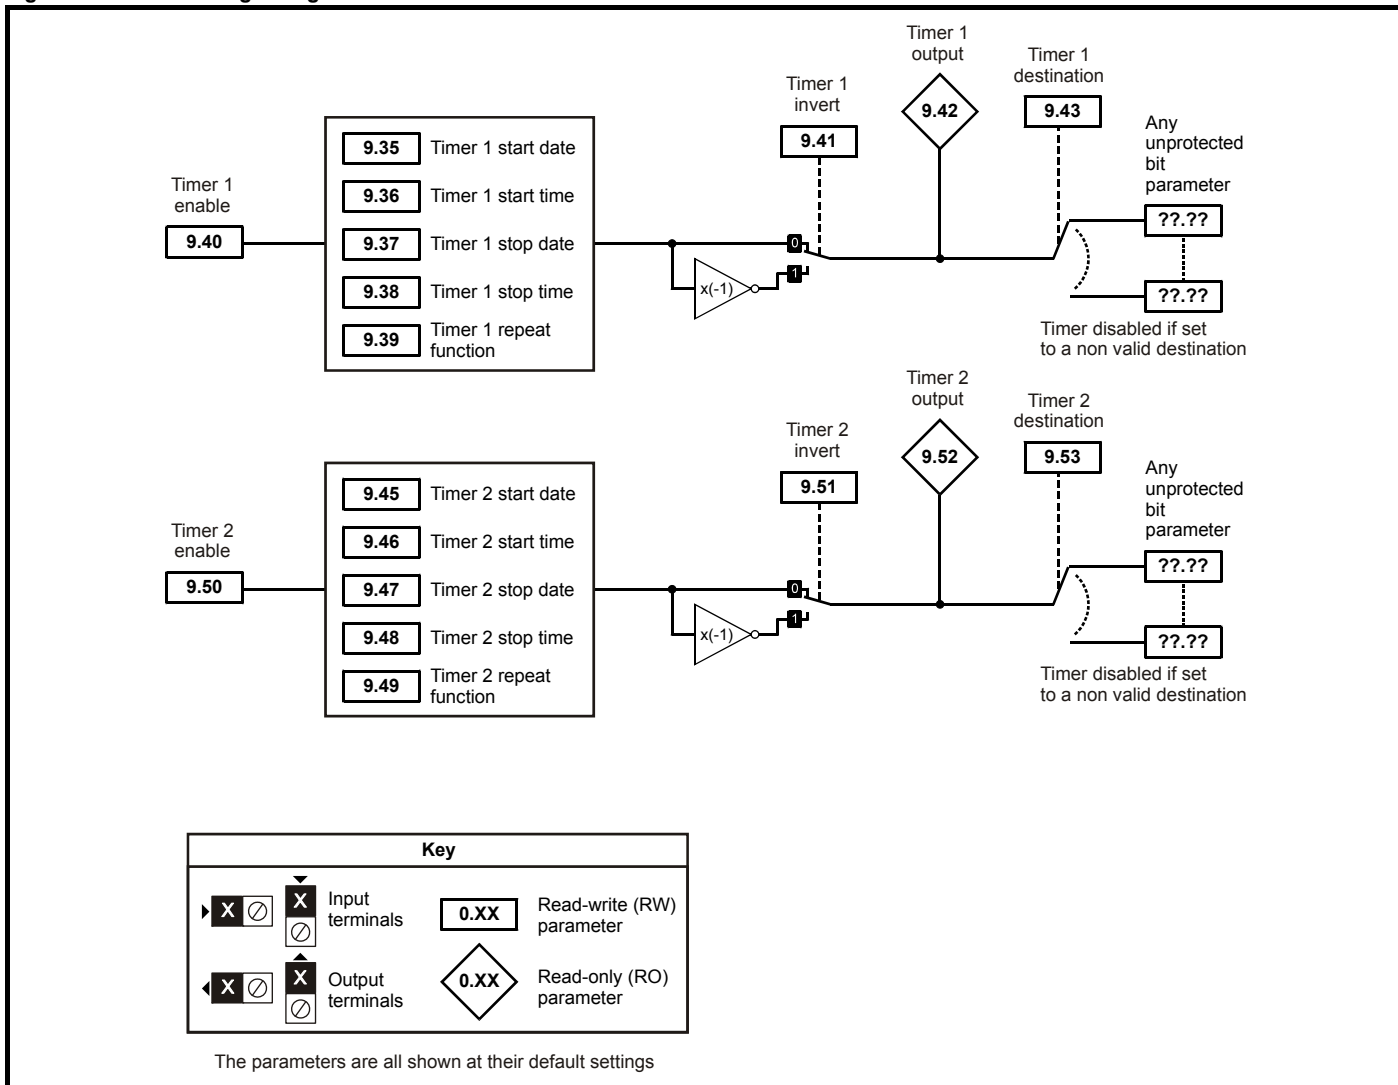 Timer 1
output
Timer 1
destination
Timer 1
invert
9.42
9.43
Any
unprotected
bit
parameter
9.41
9.35 Timer 1 start date
Timer 1
enable
9.36 Timer 1 start time
??.??
9.40
9.37 Timer 1 stop date
0
1
x(-1)
9.38 Timer 1 stop time
??.??
9.39 Timer 1 repeat
function
Timer disabled if set
to a non valid destination
Timer 2
output
Timer 2
destination
Timer 2
invert
9.52
9.53
Any
unprotected
bit
parameter
9.51
9.45 Timer 2 start date
Timer 2
enable
9.46 Timer 2 start time
??.??
9.50
9.47 Timer 2 stop date
0
1
x(-1)
9.48 Timer 2 stop time
??.??
9.49 Timer 2 repeat
function
Timer disabled if set
to a non valid destination
Key
X X Input
terminals
0.XX Read-write (RW)
parameter
X X Output
terminals
0.XX Read-only (RO)
parameter
The parameters are all shown at their default settings